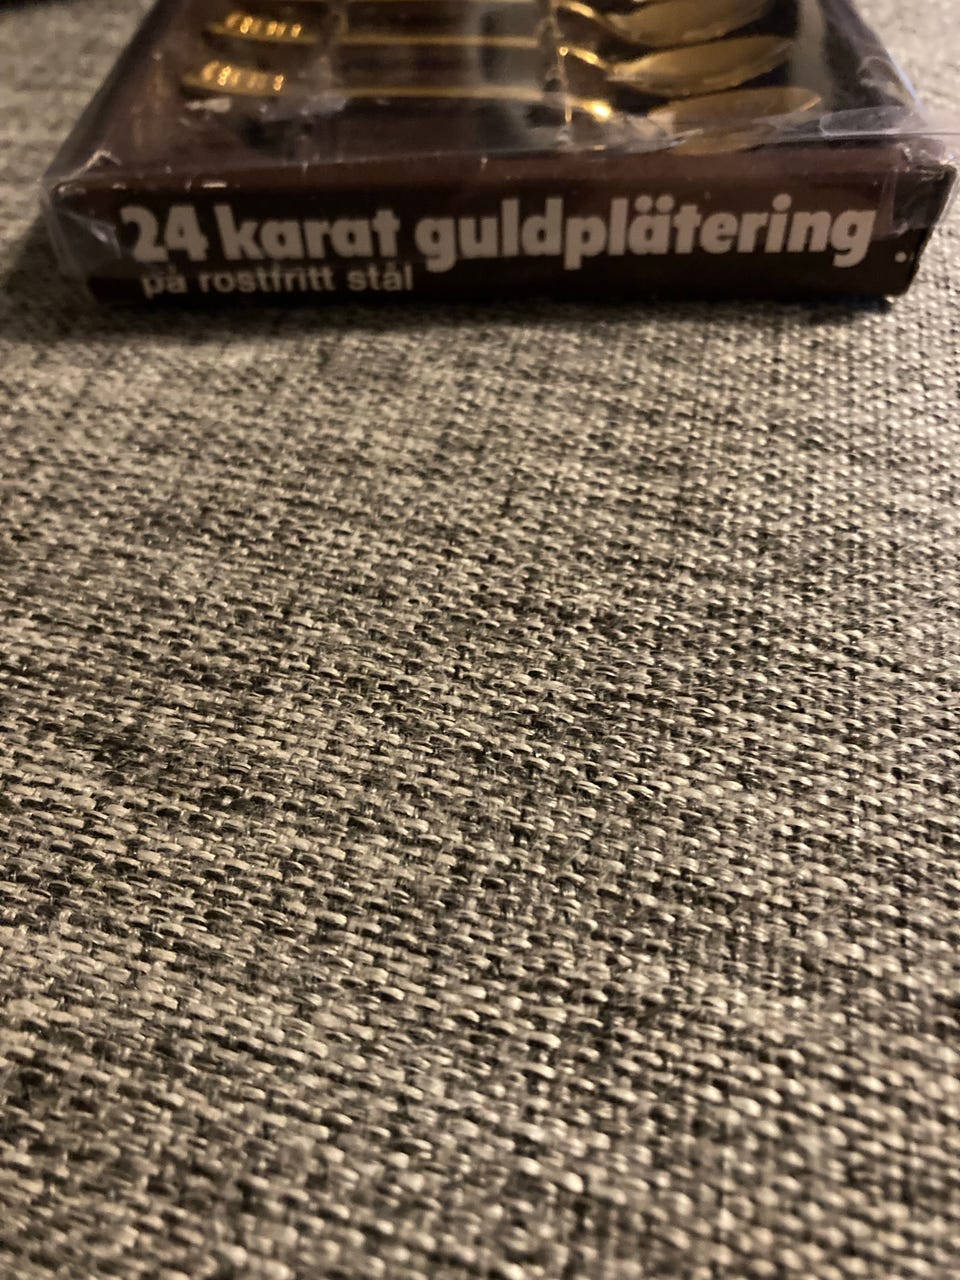 24 karat guldplätering
på rostfritt stål